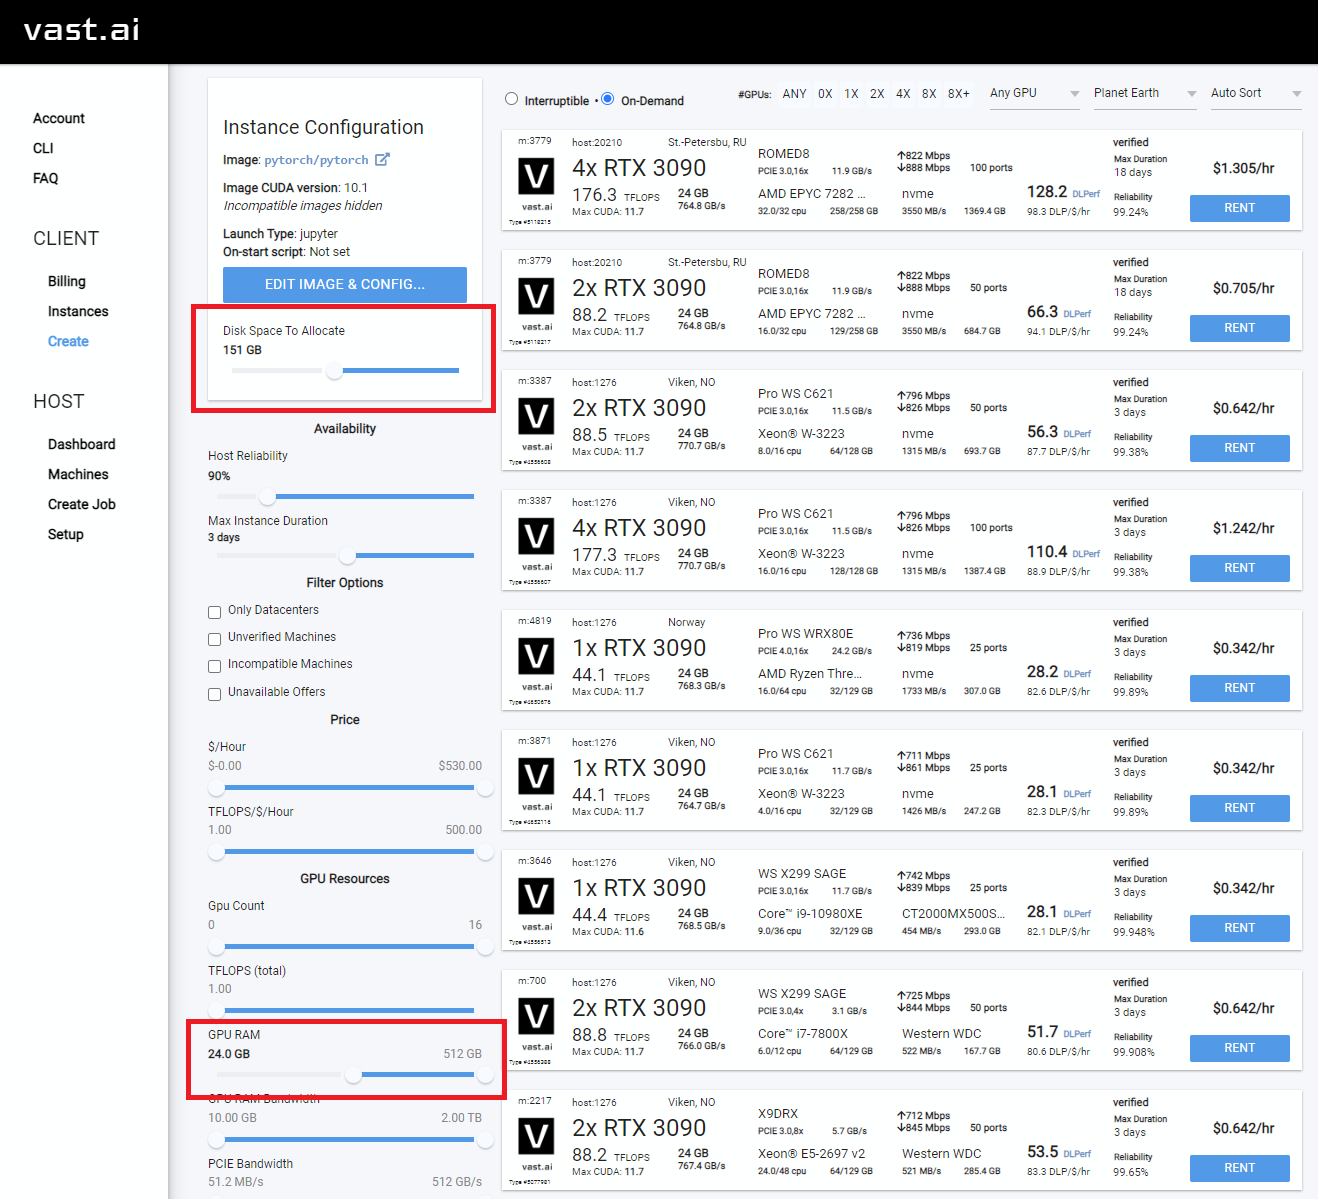 vast.ai
Account
CLI
FAQ
CLIENT
Billing
Instances
Create
HOST
Dashboard
Machines
Create Job
Setup
Instance Configuration
Image: pytorch/pytorch
Image CUDA version: 10.1
Incompatible images hidden
Launch Type: jupyter
On-start script: Not set
EDIT IMAGE & CONFIG...
Disk Space To Allocate
151 GB
Availability
Host Reliability
90%
Max Instance Duration
3 days
Filter Options
Only Datacenters
Unverified Machines
Incompatible Machines
Unavailable Offers
Price
$/Hour
$-0.00 $530.00
TFLOPS/$/Hour
1.00 500.00
GPU Resources
Gpu Count
0 16
TFLOPS (total)
1.00
GPU RAM
24.0 GB 512 GB
GPU RAM Bandwidth
10.00 GB 2.00 TB
PCIE Bandwidth
51.2 MB/s 512 GB/s
Interruptible • On-Demand #GPUs: ANY 0X 1X 2X 4X 8X 8X+ Any GPU Planet Earth Auto Sort
m:3779 host:20210 St.-Petersbu, RU verified
4x RTX 3090 ROMED8 ↑822 Mbps Max Duration
PCIE 3.0,16x 11.9 GB/s ↓888 Mbps 100 ports 18 days $1.305/hr
176.3 TFLOPS 24 GB AMD EPYC 7282 ... nvme 128.2 DLPerf Reliability
vast.ai Max CUDA: 11.7 764.8 GB/s 32.0/32 cpu 258/258 GB 3550 MB/s 1369.4 GB 98.3 DLP/$/hr 99.24% RENT
Type #5118215
m:3779 host:20210 St.-Petersbu, RU verified
2x RTX 3090 ROMED8 ↑822 Mbps Max Duration
PCIE 3.0,16x 11.9 GB/s ↓888 Mbps 50 ports 18 days $0.705/hr
88.2 TFLOPS 24 GB AMD EPYC 7282 ... nvme 66.3 DLPerf Reliability
vast.ai Max CUDA: 11.7 764.8 GB/s 16.0/32 cpu 129/258 GB 3550 MB/s 684.7 GB 94.1 DLP/$/hr 99.24% RENT
Type #5118217
m:3387 host:1276 Viken, NO verified
2x RTX 3090 Pro WS C621 ↑796 Mbps Max Duration
PCIE 3.0,16x 11.5 GB/s ↓826 Mbps 50 ports 3 days $0.642/hr
88.5 TFLOPS 24 GB Xeon® W-3223 nvme 56.3 DLPerf Reliability
vast.ai Max CUDA: 11.7 770.7 GB/s 8.0/16 cpu 64/128 GB 1315 MB/s 693.7 GB 87.7 DLP/$/hr 99.38% RENT
Type #4556608
m:3387 host:1276 Viken, NO verified
4x RTX 3090 Pro WS C621 ↑796 Mbps Max Duration
PCIE 3.0,16x 11.5 GB/s ↓826 Mbps 100 ports 3 days $1.242/hr
177.3 TFLOPS 24 GB Xeon® W-3223 nvme 110.4 DLPerf Reliability
vast.ai Max CUDA: 11.7 770.7 GB/s 16.0/16 cpu 128/128 GB 1315 MB/s 1387.4 GB 88.9 DLP/$/hr 99.38% RENT
Type #4556607
m:4819 host:1276 Norway verified
1x RTX 3090 Pro WS WRX80E ↑736 Mbps Max Duration
PCIE 4.0,16x 24.2 GB/s ↓819 Mbps 25 ports 3 days $0.342/hr
44.1 TFLOPS 24 GB AMD Ryzen Thre... nvme 28.2 DLPerf Reliability
vast.ai Max CUDA: 11.7 768.3 GB/s 16.0/64 cpu 32/129 GB 1733 MB/s 307.0 GB 82.6 DLP/$/hr 99.89% RENT
Type #4650676
m:3871 host:1276 Viken, NO verified
1x RTX 3090 Pro WS C621 ↑711 Mbps Max Duration
PCIE 3.0,16x 11.7 GB/s ↓861 Mbps 25 ports 3 days $0.342/hr
44.1 TFLOPS 24 GB Xeon® W-3223 nvme 28.1 DLPerf Reliability
vast.ai Max CUDA: 11.7 764.7 GB/s 4.0/16 cpu 32/129 GB 1426 MB/s 247.2 GB 82.3 DLP/$/hr 99.89% RENT
Type #4652116
m:3646 host:1276 Viken, NO verified
1x RTX 3090 WS X299 SAGE ↑742 Mbps Max Duration
PCIE 3.0,16x 11.7 GB/s ↓839 Mbps 25 ports 3 days $0.342/hr
44.4 TFLOPS 24 GB Core™ i9-10980XE CT2000MX500S... 28.1 DLPerf Reliability
vast.ai Max CUDA: 11.6 768.5 GB/s 9.0/36 cpu 32/129 GB 454 MB/s 293.0 GB 82.1 DLP/$/hr 99.948% RENT
Type #4556513
m:700 host:1276 Viken, NO verified
2x RTX 3090 WS X299 SAGE ↑725 Mbps Max Duration
PCIE 3.0,4x 3.1 GB/s ↓844 Mbps 50 ports 3 days $0.642/hr
88.8 TFLOPS 24 GB Core™ i7-7800X Western WDC 51.7 DLPerf Reliability
vast.ai Max CUDA: 11.7 766.0 GB/s 6.0/12 cpu 64/129 GB 522 MB/s 167.7 GB 80.6 DLP/$/hr 99.908% RENT
Type #4556388
m:2217 host:1276 Viken, NO verified
2x RTX 3090 X9DRX ↑712 Mbps Max Duration
PCIE 3.0,8x 5.7 GB/s ↓845 Mbps 50 ports 3 days $0.642/hr
88.2 TFLOPS 24 GB Xeon® E5-2697 v2 Western WDC 53.5 DLPerf Reliability
vast.ai Max CUDA: 11.7 767.4 GB/s 24.0/48 cpu 64/129 GB 521 MB/s 285.4 GB 83.3 DLP/$/hr 99.65% RENT
Type #5077981